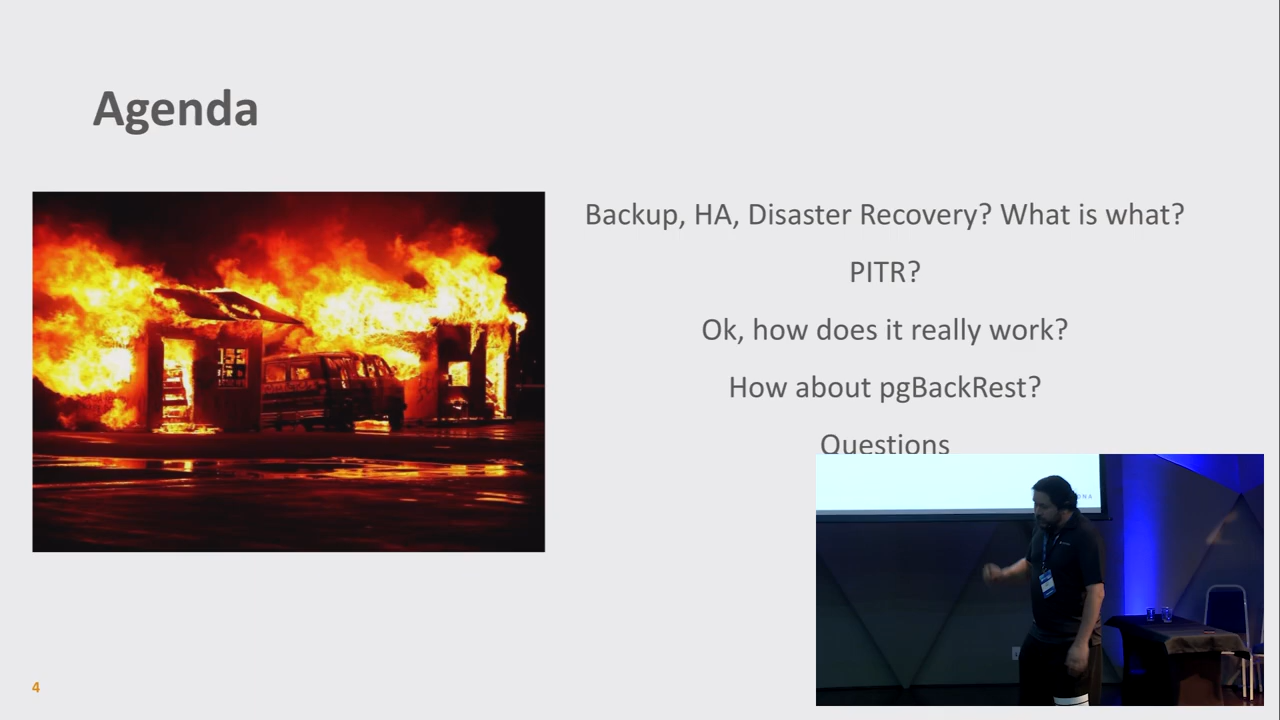 Agenda
Backup, HA, Disaster Recovery? What is what?
PITR?
Ok, how does it really work?
How about pgBackRest?
Questions
4